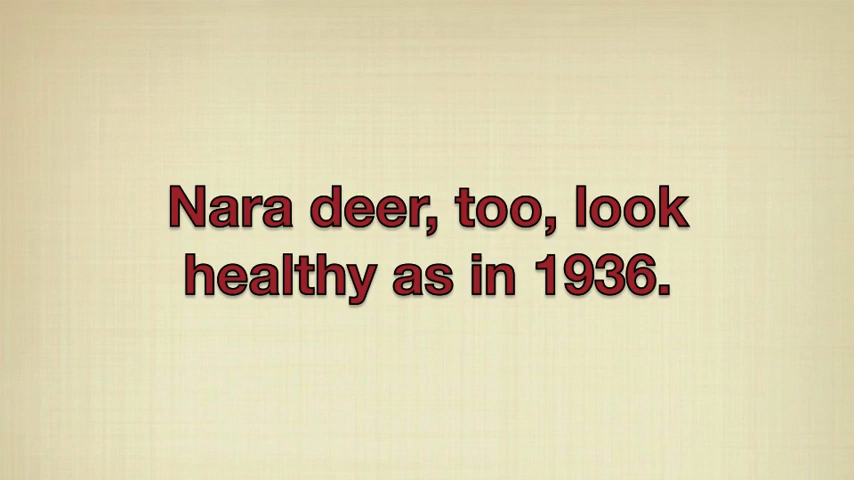 Nara deer, too, look
healthy as in 1936.